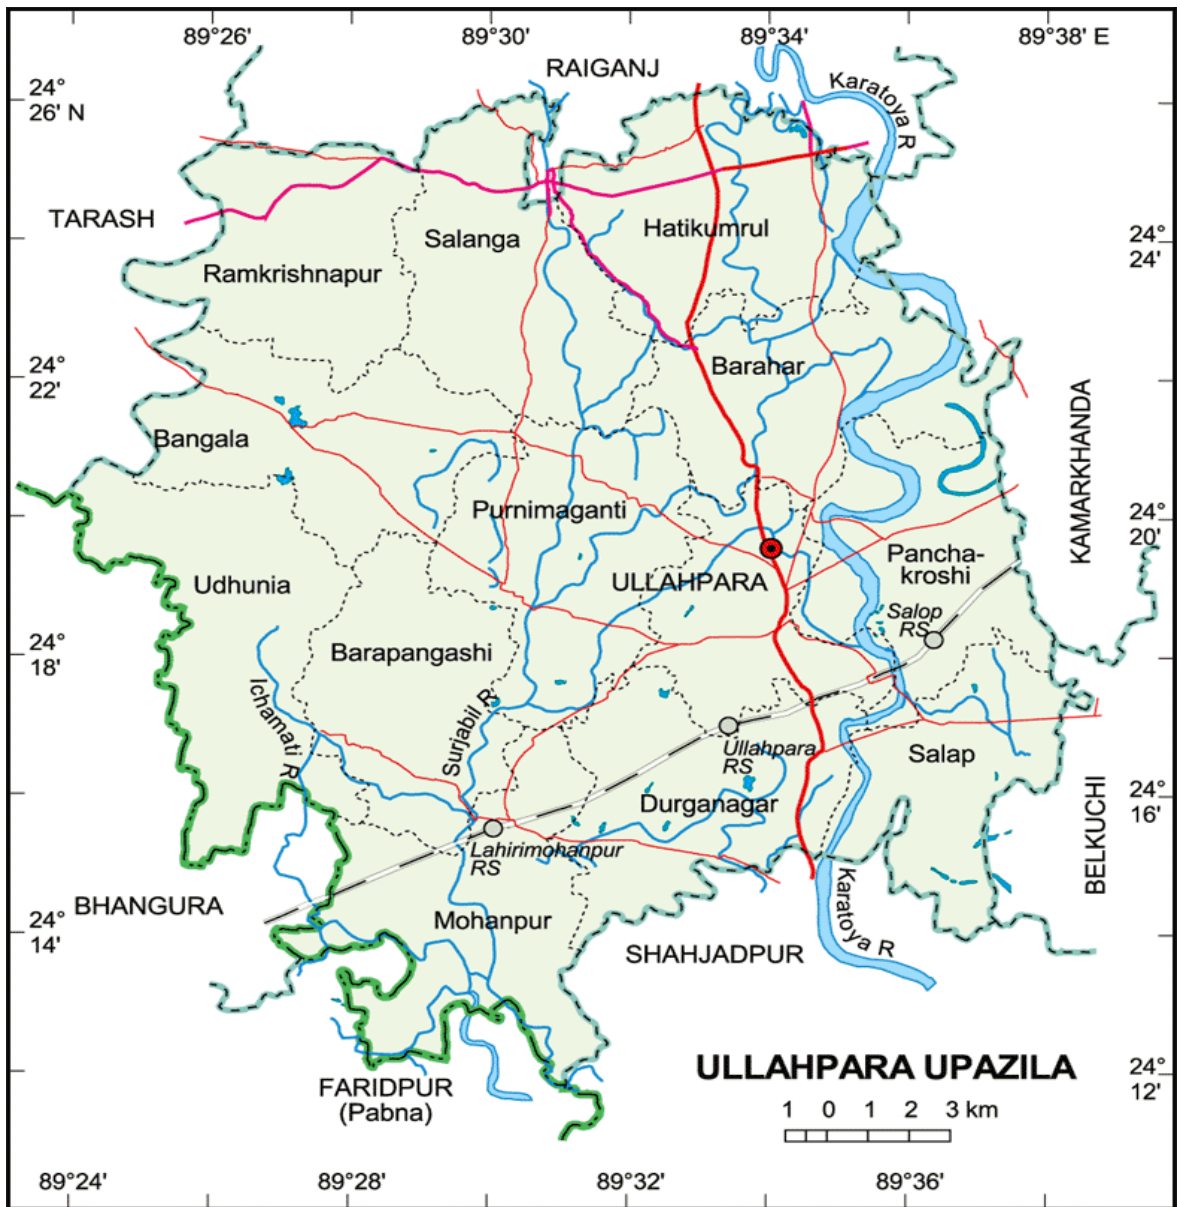 89°26'
89°30'
89°34'
89°38' E
RAIGANJ
24°
26' N
Karatoya R
TARASH
Salanga
Hatikumrul
24°
24'
Ramkrishnapur
24°
22'
Barahar
Bangala
KAMARKHANDA
Purnimaganti
24°
20'
Pancha-
kroshi
Udhunia
ULLAHPARA
Salop
RS
24°
18'
Barapangashi
Ichamati R
Surjabil R
Ullahpara
RS
Salap
24°
16'
Durganagar
BELKUCHI
Lahirimohanpur
RS
BHANGURA
24°
14'
Mohanpur
Karatoya R
SHAHJADPUR
ULLAHPARA UPAZILA
24°
12'
FARIDPUR
(Pabna)
1 0 1 2 3 km
89°24'
89°28'
89°32'
89°36'